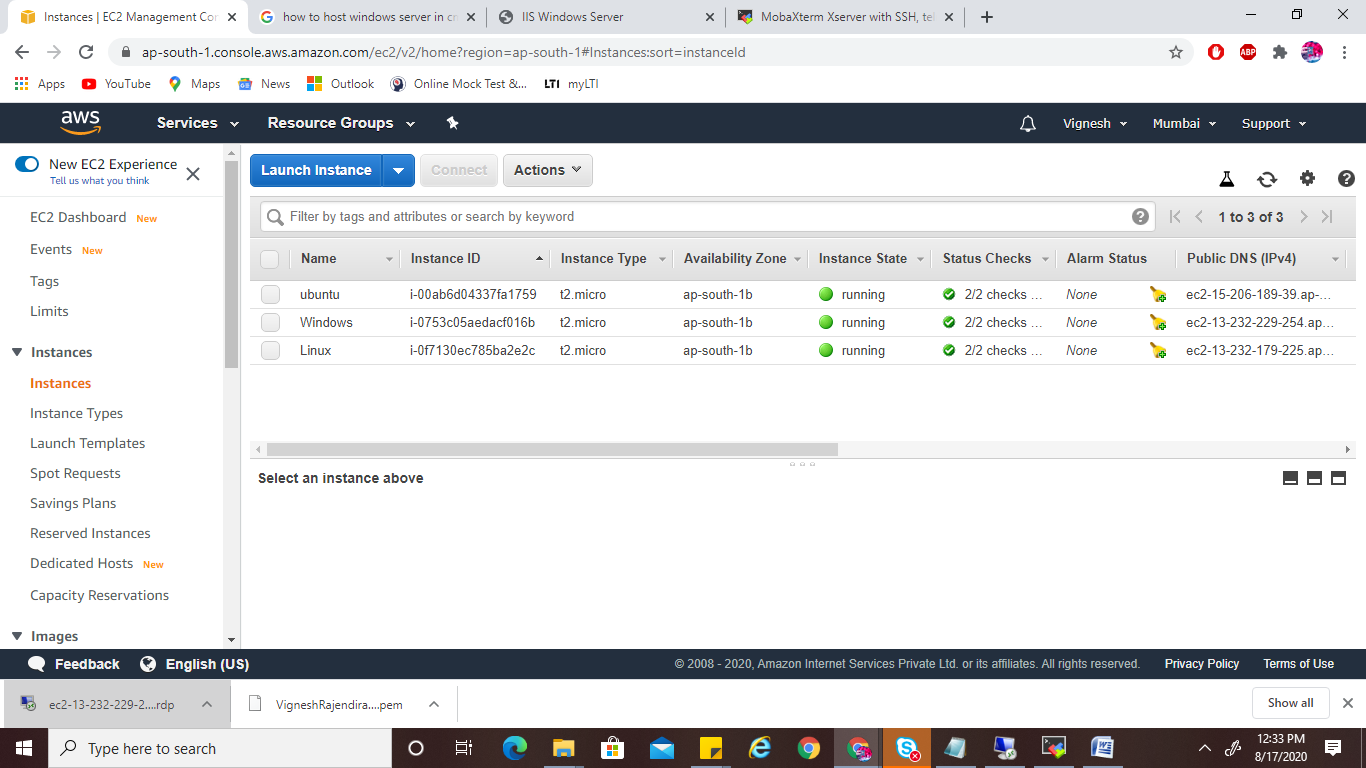 Instances | EC2 Management Con
how to host windows server in cm
IIS Windows Server
MobaXterm Xserver with SSH, tel
ap-south-1.console.aws.amazon.com/ec2/v2/home?region=ap-south-1#Instances:sort=instanceId
ABP
Apps YouTube Maps News Outlook Online Mock Test &... LTI myLTI
aws Services Resource Groups Vignesh Mumbai Support
New EC2 Experience
Tell us what you think
EC2 Dashboard New
Events New
Tags
Limits
Instances
Instances
Instance Types
Launch Templates
Spot Requests
Savings Plans
Reserved Instances
Dedicated Hosts New
Capacity Reservations
Images
Launch Instance Connect Actions
Filter by tags and attributes or search by keyword 1 to 3 of 3
Name Instance ID Instance Type Availability Zone Instance State Status Checks Alarm Status Public DNS (IPv4)
ubuntu i-00ab6d04337fa1759 t2.micro ap-south-1b running 2/2 checks ... None ec2-15-206-189-39.ap-...
Windows i-0753c05aedacf016b t2.micro ap-south-1b running 2/2 checks ... None ec2-13-232-229-254.ap...
Linux i-0f7130ec785ba2e2c t2.micro ap-south-1b running 2/2 checks ... None ec2-13-232-179-225.ap...
Select an instance above
Feedback English (US) © 2008 - 2020, Amazon Internet Services Private Ltd. or its affiliates. All rights reserved. Privacy Policy Terms of Use
ec2-13-232-229-2....rdp VigneshRajendira....pem Show all
Type here to search
12:33 PM
8/17/2020